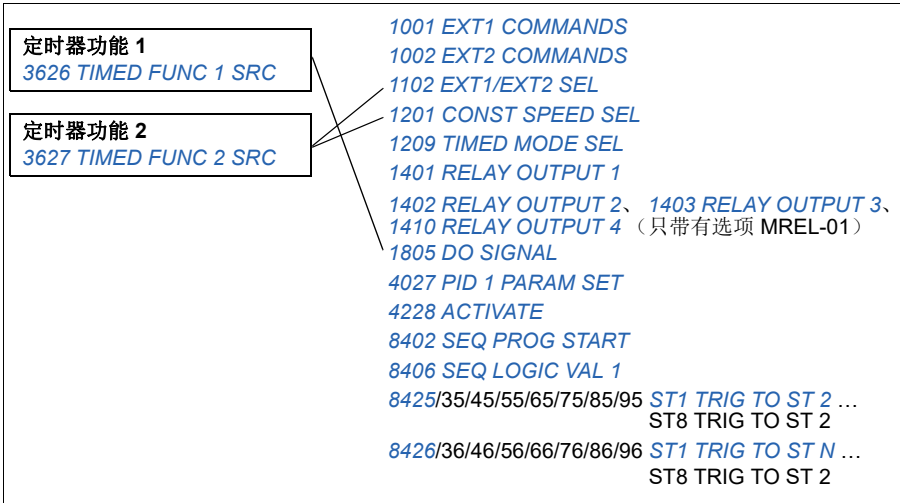 定时器功能 1
3626 TIMED FUNC 1 SRC
定时器功能 2
3627 TIMED FUNC 2 SRC
1001 EXT1 COMMANDS
1002 EXT2 COMMANDS
1102 EXT1/EXT2 SEL
1201 CONST SPEED SEL
1209 TIMED MODE SEL
1401 RELAY OUTPUT 1
1402 RELAY OUTPUT 2、 1403 RELAY OUTPUT 3、
1410 RELAY OUTPUT 4 （只带有选项 MREL-01）
1805 DO SIGNAL
4027 PID 1 PARAM SET
4228 ACTIVATE
8402 SEQ PROG START
8406 SEQ LOGIC VAL 1
8425/35/45/55/65/75/85/95 ST1 TRIG TO ST 2 …
ST8 TRIG TO ST 2
8426/36/46/56/66/76/86/96 ST1 TRIG TO ST N …
ST8 TRIG TO ST 2